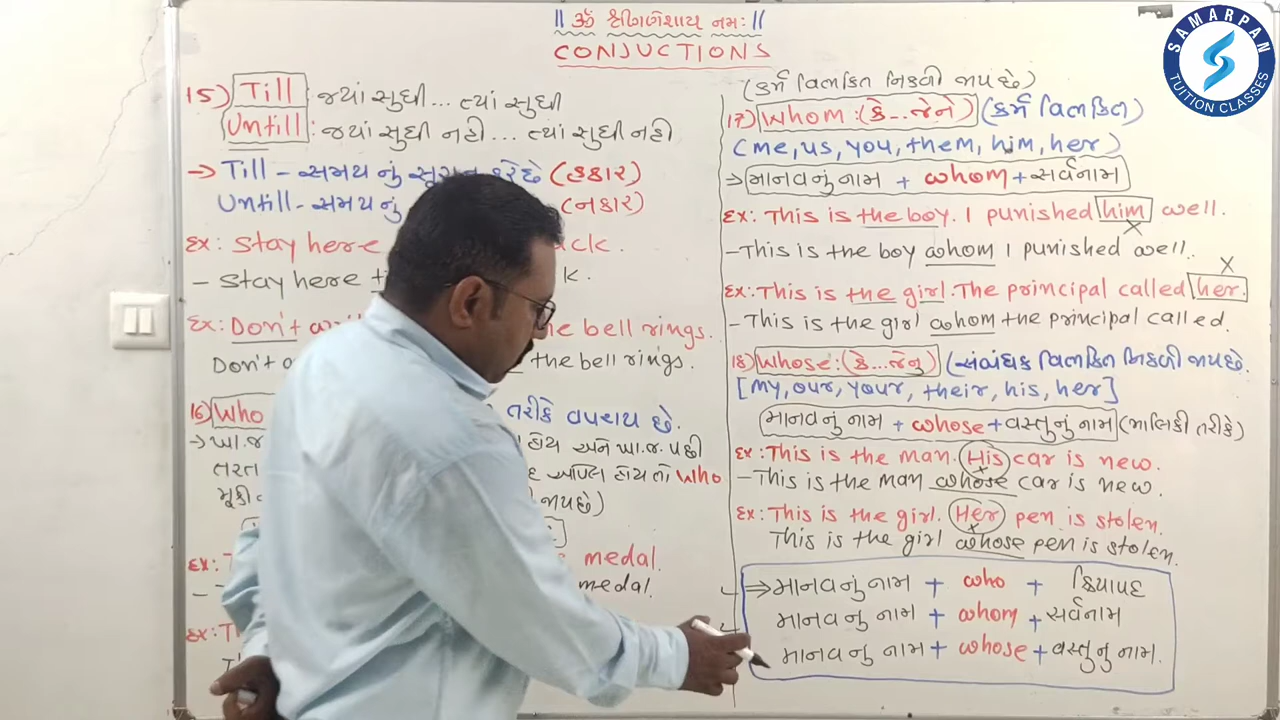 || ૐ શ્રી ગણેશાય નમઃ ||
CONJUCTIONS
SAMARPAN
TUITION CLASSES
15) Till જ્યાં સુધી... ત્યાં સુધી
Untill : જ્યાં સુધી નહી... ત્યાં સુધી નહી
→ Till - સમય નું સૂચન કરે છે (હકાર)
Untill - સમય નું (નકાર)
Ex: Stay here ack.
- Stay here k.
Ex: Don't he bell rings.
Don't the bell rings.
16) Who તરીકે વપરાય છે.
→ ખા.જ હોય અને ખા.જ. પછી
તરત આપેલ હોય તો Who
મૂકી જાય છે)
Ex: medal.
- medal.
Ex: Th
(કર્મ વિભક્તિ નિકળી જાય છે)
17) Whom: (કે...જેને) (કર્મ વિભક્તિ)
(me, us, you, them, him, her)
→ માનવનું નામ + whom + સર્વનામ
Ex: This is the boy. I punished him well.
- This is the boy whom I punished well.
Ex: This is the girl. The principal called her.
- This is the girl whom the principal called.
18) Whose: (કે...જેનુ) (સંબંધક વિભક્તિ નિકળી જાય છે.
[my, our, your, their, his, her]
માનવનું નામ + whose + વસ્તુનું નામ (માલિકી તરીકે)
Ex: This is the man. His car is new.
- This is the man whose car is new.
Ex: This is the girl. Her pen is stolen.
This is the girl whose pen is stolen.
⇒ માનવનું નામ + who + ક્રિયાપદ
માનવનુ નામ + whom + સર્વનામ
માનવનુ નામ + whose + વસ્તુનુ નામ.